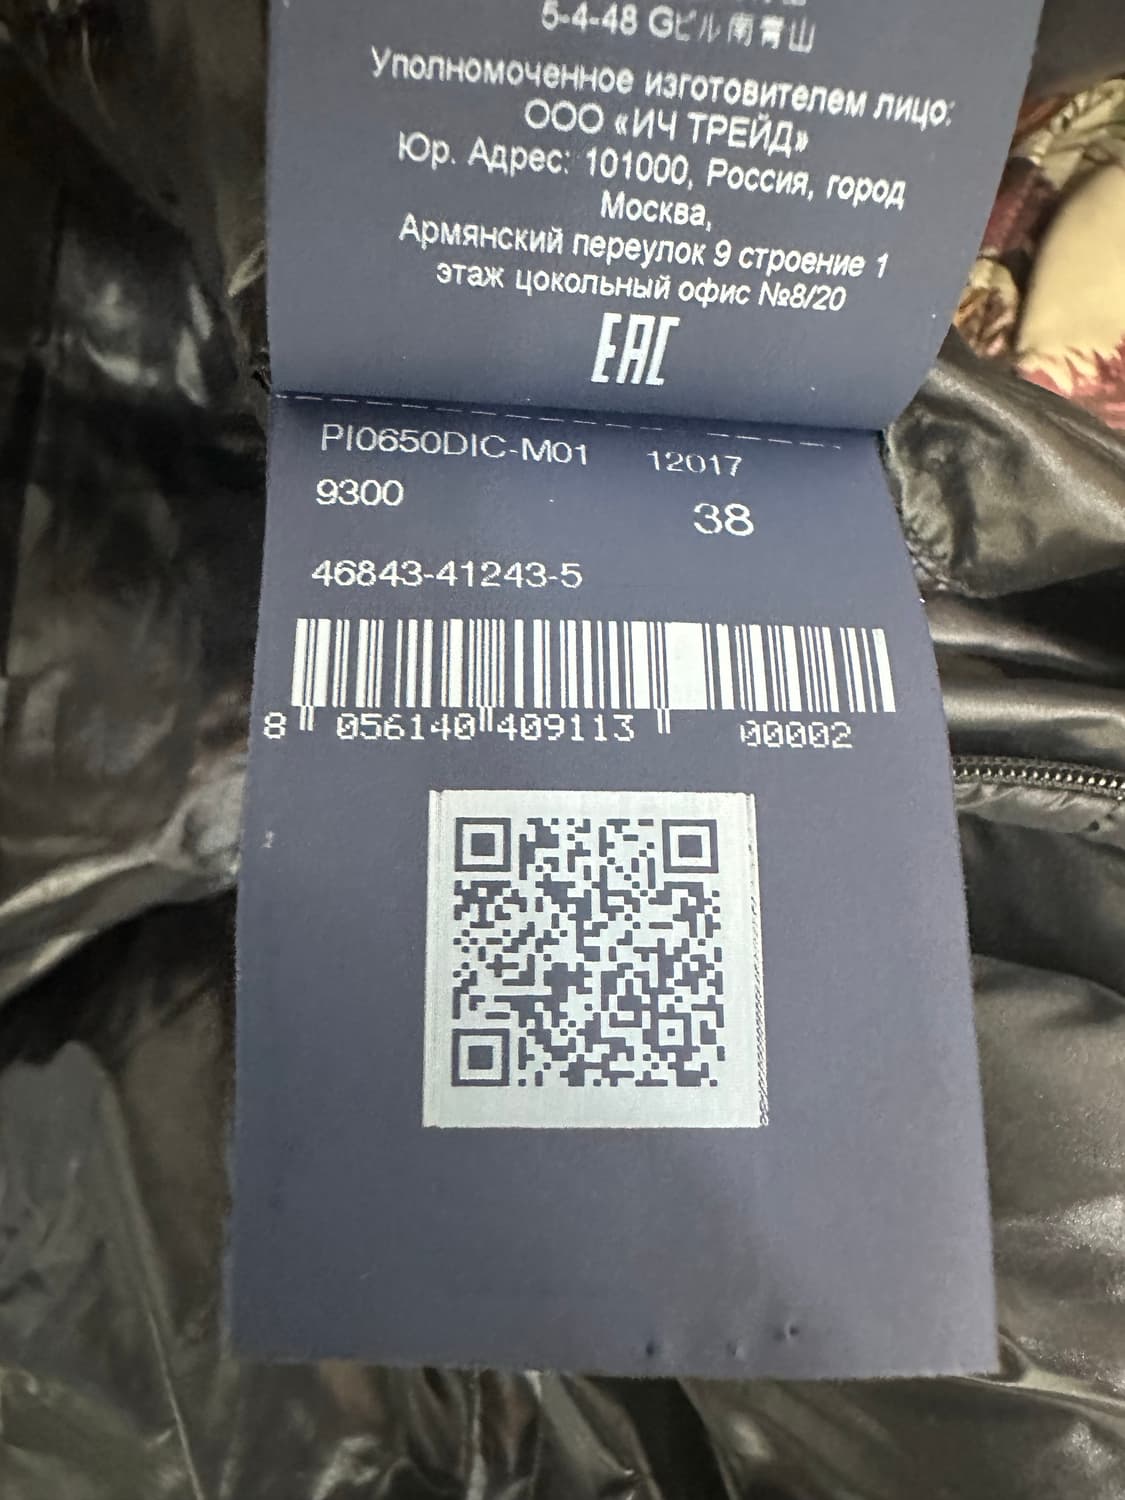 5-4-48 Gビル南青山
Уполномоченное изготовителем лицо:
ООО «ИЧ ТРЕЙД»
Юр. Адрес: 101000, Россия, город
Москва,
Армянский переулок 9 строение 1
этаж цокольный офис №8/20
EAC
PI0650DIC-M01 12017
9300 38
46843-41243-5
8 056140 409113 00002